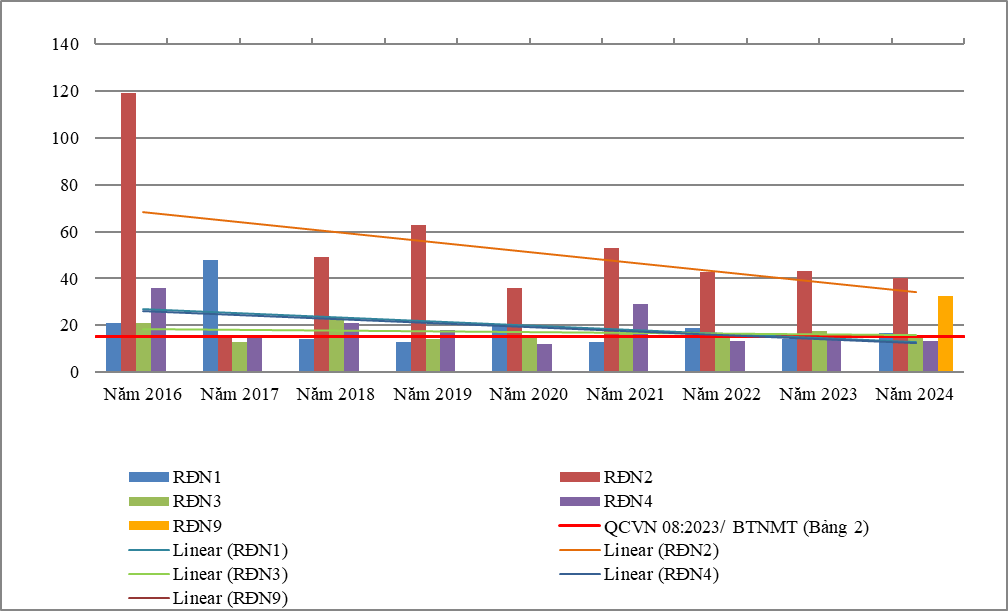 140
120
100
80
60
40
20
0
Năm 2016 Năm 2017 Năm 2018 Năm 2019 Năm 2020 Năm 2021 Năm 2022 Năm 2023 Năm 2024
RĐN1 RĐN2
RĐN3 RĐN4
RĐN9 QCVN 08:2023/ BTNMT (Bảng 2)
Linear (RĐN1) Linear (RĐN2)
Linear (RĐN3) Linear (RĐN4)
Linear (RĐN9)